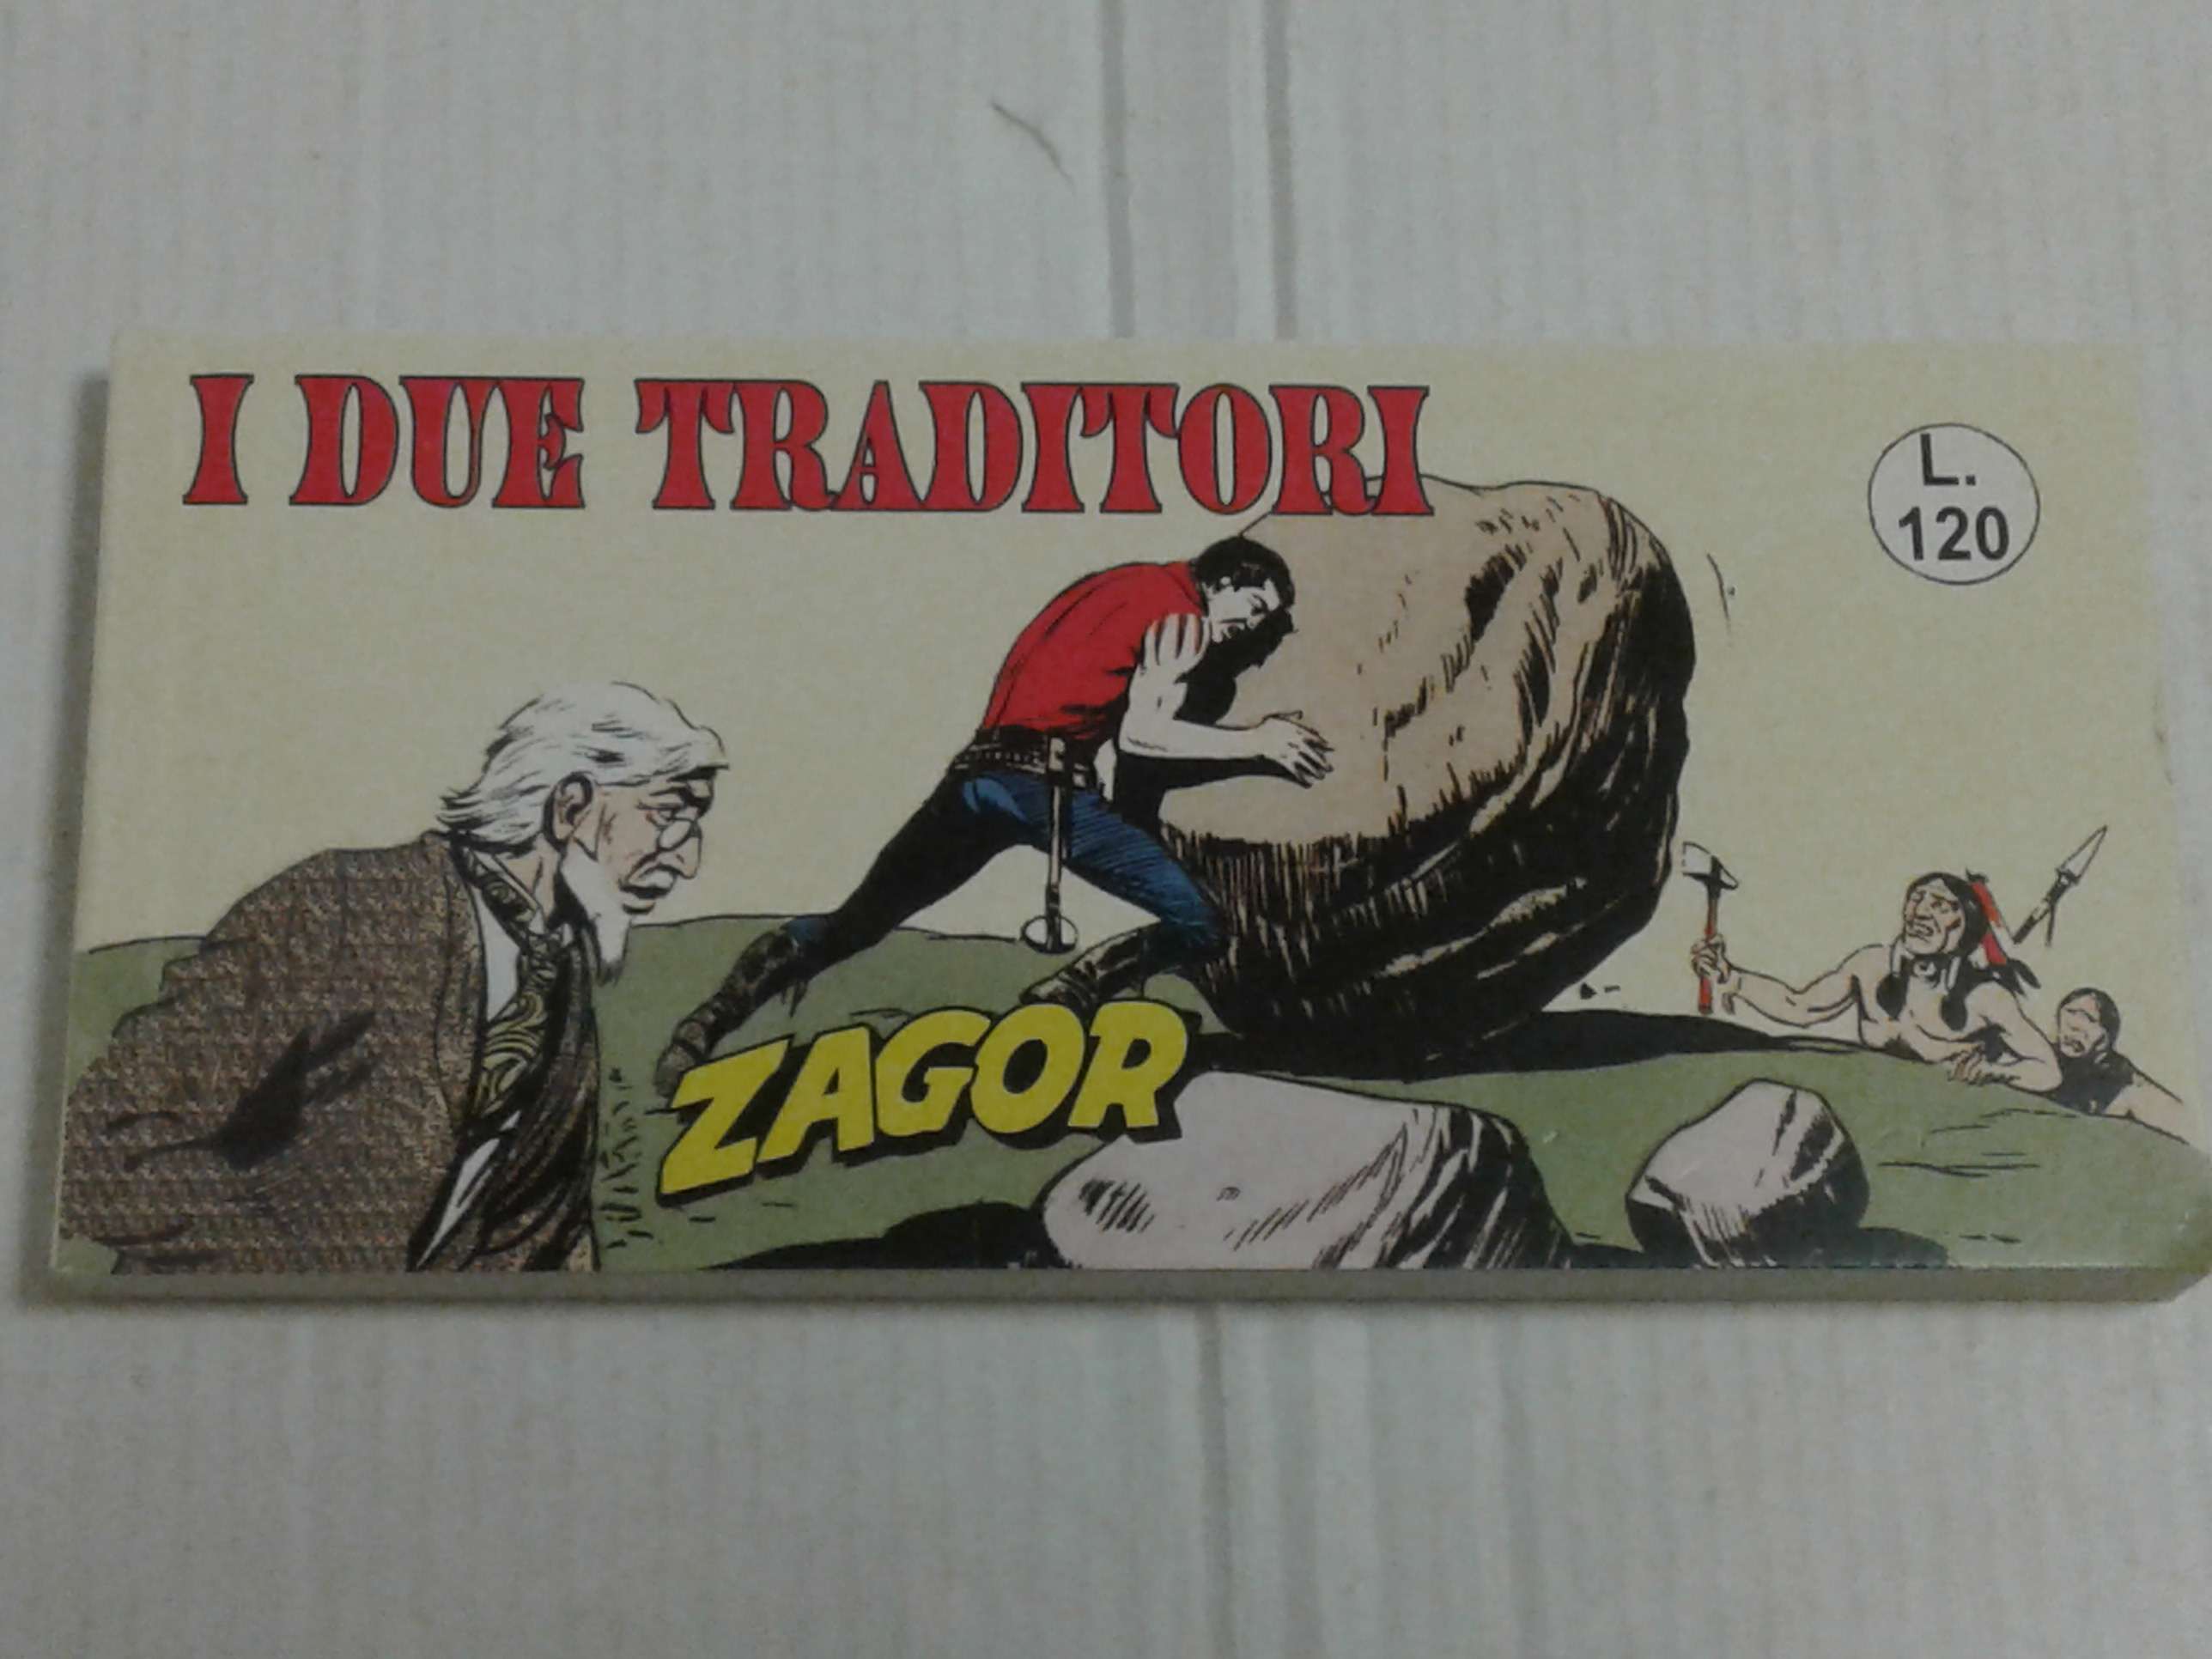 I DUE TRADITORI
L.
120
ZAGOR